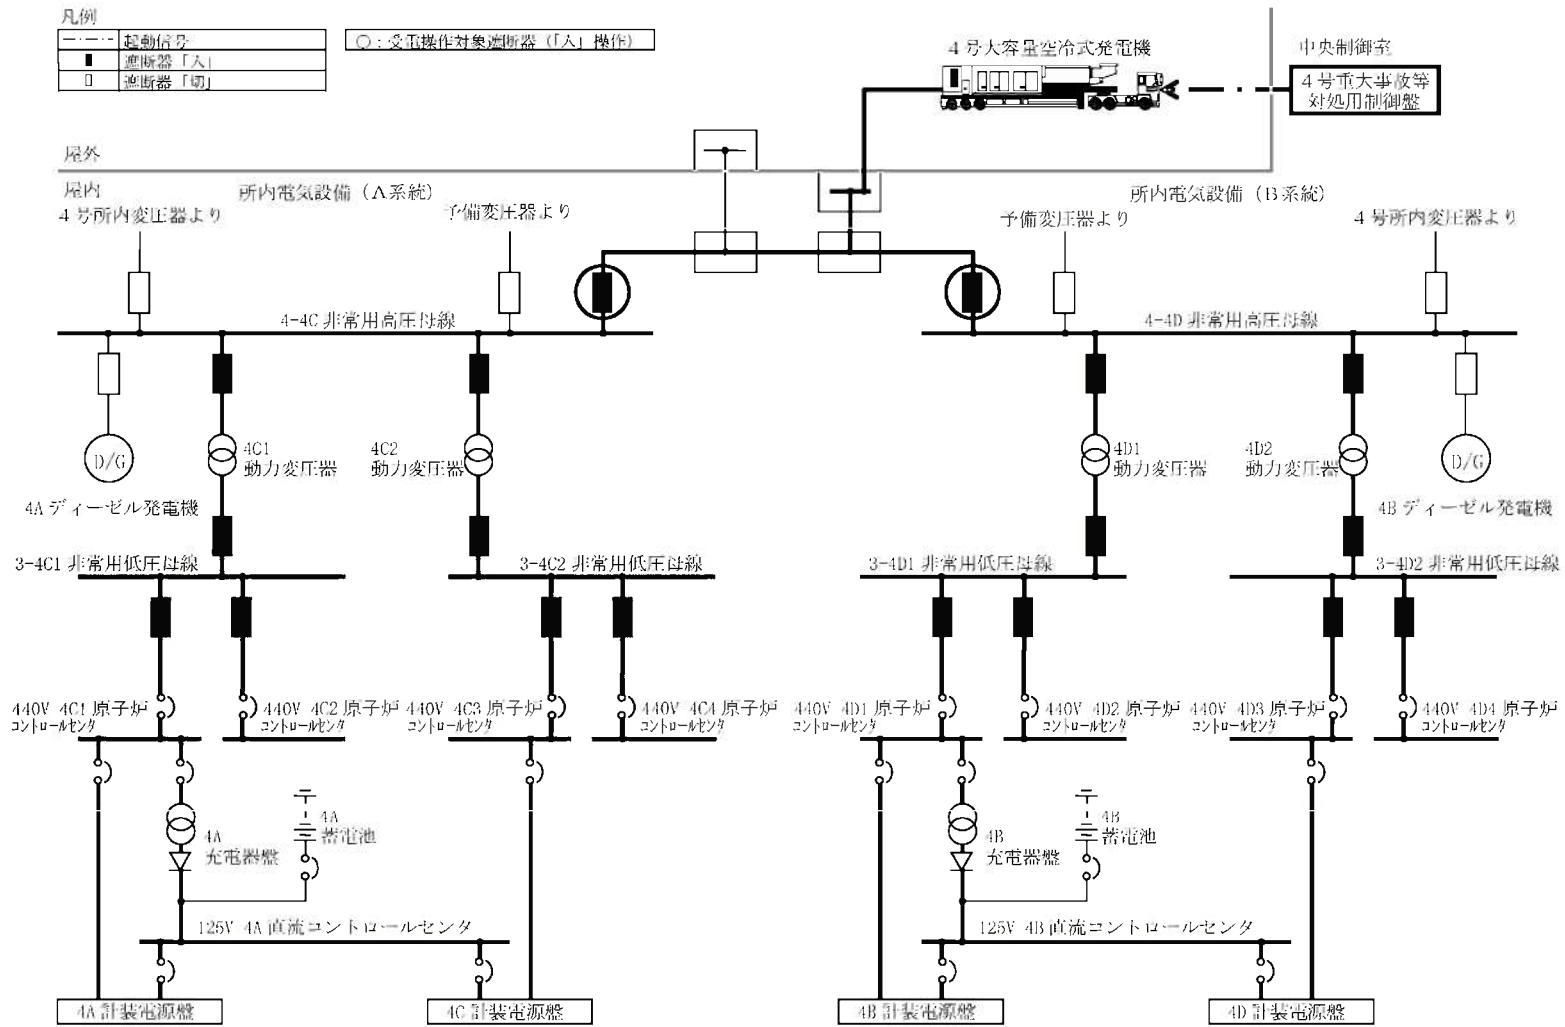 凡例
起動信号
遮断器「入」
遮断器「切」
○：受電操作対象遮断器（「入」操作）
4号大容量空冷式発電機
中央制御室
4号重大事故等
対処用制御盤
屋外
屋内
所内電気設備（A系統）
所内電気設備（B系統）
4号所内変圧器より
予備変圧器より
予備変圧器より
4号所内変圧器より
4-4C 非常用高圧母線
4-4D 非常用高圧母線
D/G
4C1
動力変圧器
4C2
動力変圧器
4D1
動力変圧器
4D2
動力変圧器
D/G
4A ディーゼル発電機
4B ディーゼル発電機
3-4C1 非常用低圧母線
3-4C2 非常用低圧母線
3-4D1 非常用低圧母線
3-4D2 非常用低圧母線
440V 4C1 原子炉
コントロールセンタ
440V 4C2 原子炉
コントロールセンタ
440V 4C3 原子炉
コントロールセンタ
440V 4C4 原子炉
コントロールセンタ
440V 4D1 原子炉
コントロールセンタ
440V 4D2 原子炉
コントロールセンタ
440V 4D3 原子炉
コントロールセンタ
440V 4D4 原子炉
コントロールセンタ
4A
充電器盤
4A
蓄電池
4B
充電器盤
4B
蓄電池
125V 4A 直流コントロールセンタ
125V 4B 直流コントロールセンタ
4A 計装電源盤
4C 計装電源盤
4B 計装電源盤
4D 計装電源盤